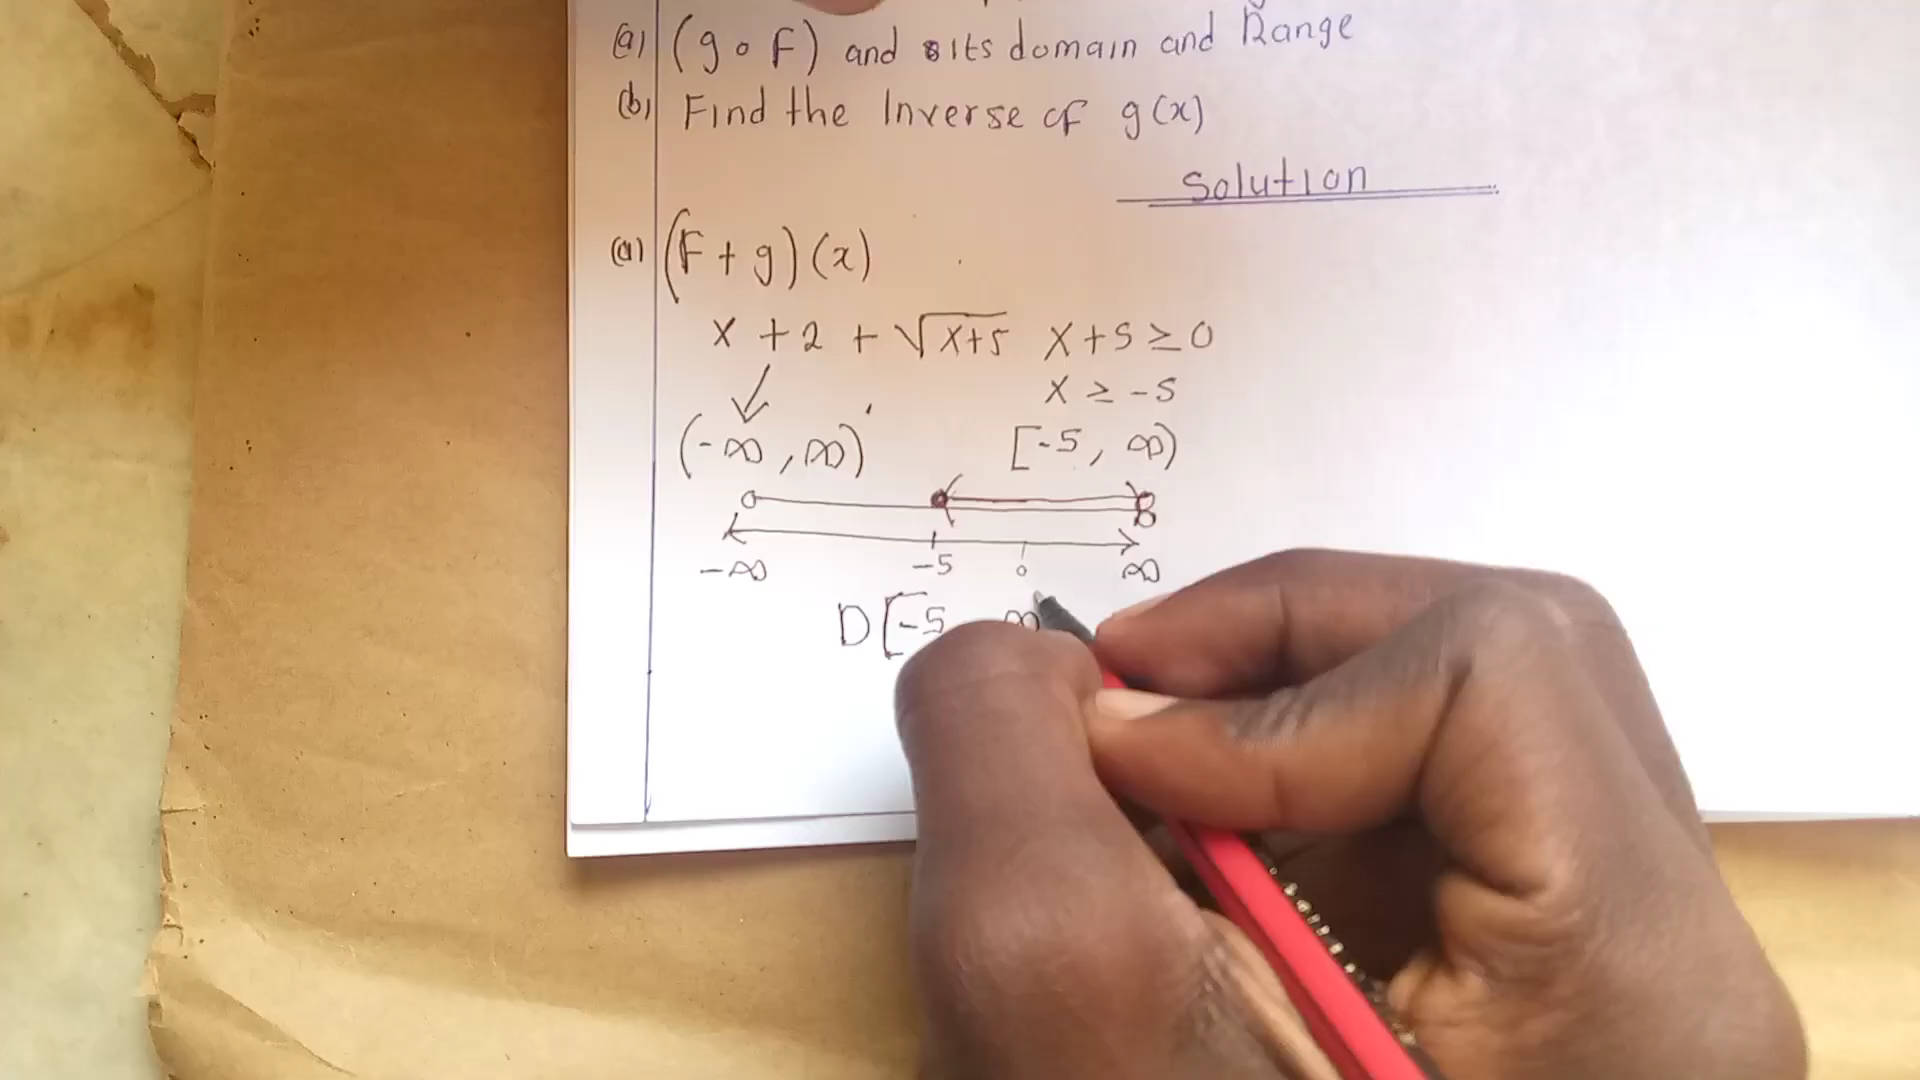 (a) (g ∘ F) and its domain and Range
(b) Find the Inverse of g(x)
Solution
(a) (F + g) (x)
x + 2 + √x+5 x + 5 ≥ 0
x ≥ -5
(-∞, ∞) [-5, ∞)
-∞ -5 0 ∞
D[-5 ∞